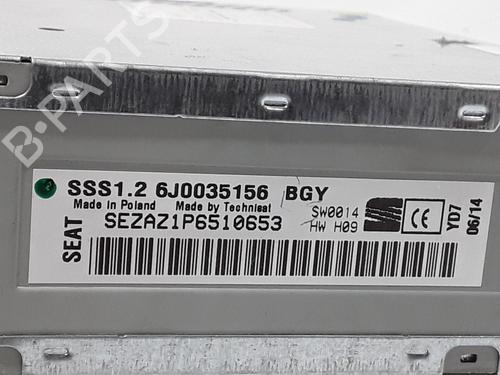 B-PARTS
SSS1.2 6J0035156 BGY
Made in Poland Made by Technisat
SEZAZ1P6510653
SW0014
HW H09
SEAT
CE
YD7
06/14